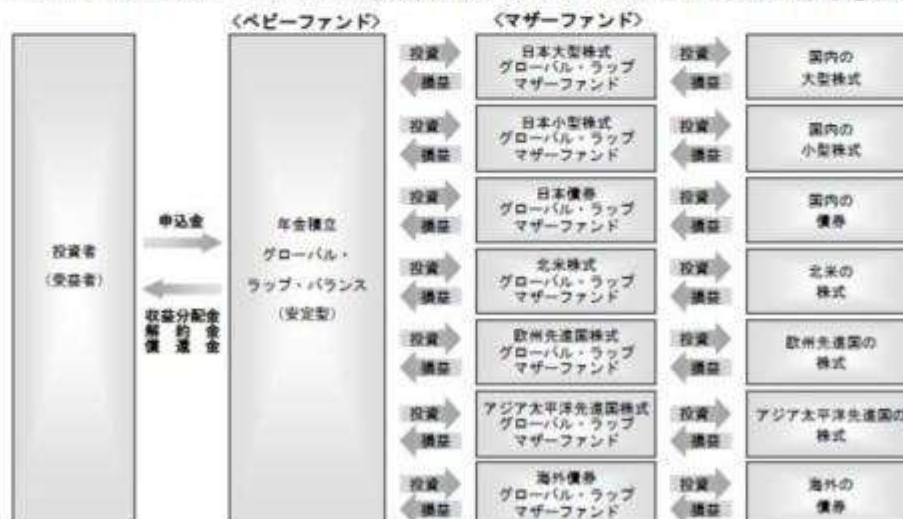 〈ベビーファンド〉
〈マザーファンド〉
投資者
(受益者)
申込金
収益分配金
解約金
償還金
年金積立
グローバル・
ラップ・バランス
(安定型)
投資
損益
日本大型株式
グローバル・ラップ
マザーファンド
投資
損益
国内の
大型株式
投資
損益
日本小型株式
グローバル・ラップ
マザーファンド
投資
損益
国内の
小型株式
投資
損益
日本債券
グローバル・ラップ
マザーファンド
投資
損益
国内の
債券
投資
損益
北米株式
グローバル・ラップ
マザーファンド
投資
損益
北米の
株式
投資
損益
欧州先進国株式
グローバル・ラップ
マザーファンド
投資
損益
欧州先進国の
株式
投資
損益
アジア太平洋先進国株式
グローバル・ラップ
マザーファンド
投資
損益
アジア太平洋先進国の
株式
投資
損益
海外債券
グローバル・ラップ
マザーファンド
投資
損益
海外の
債券